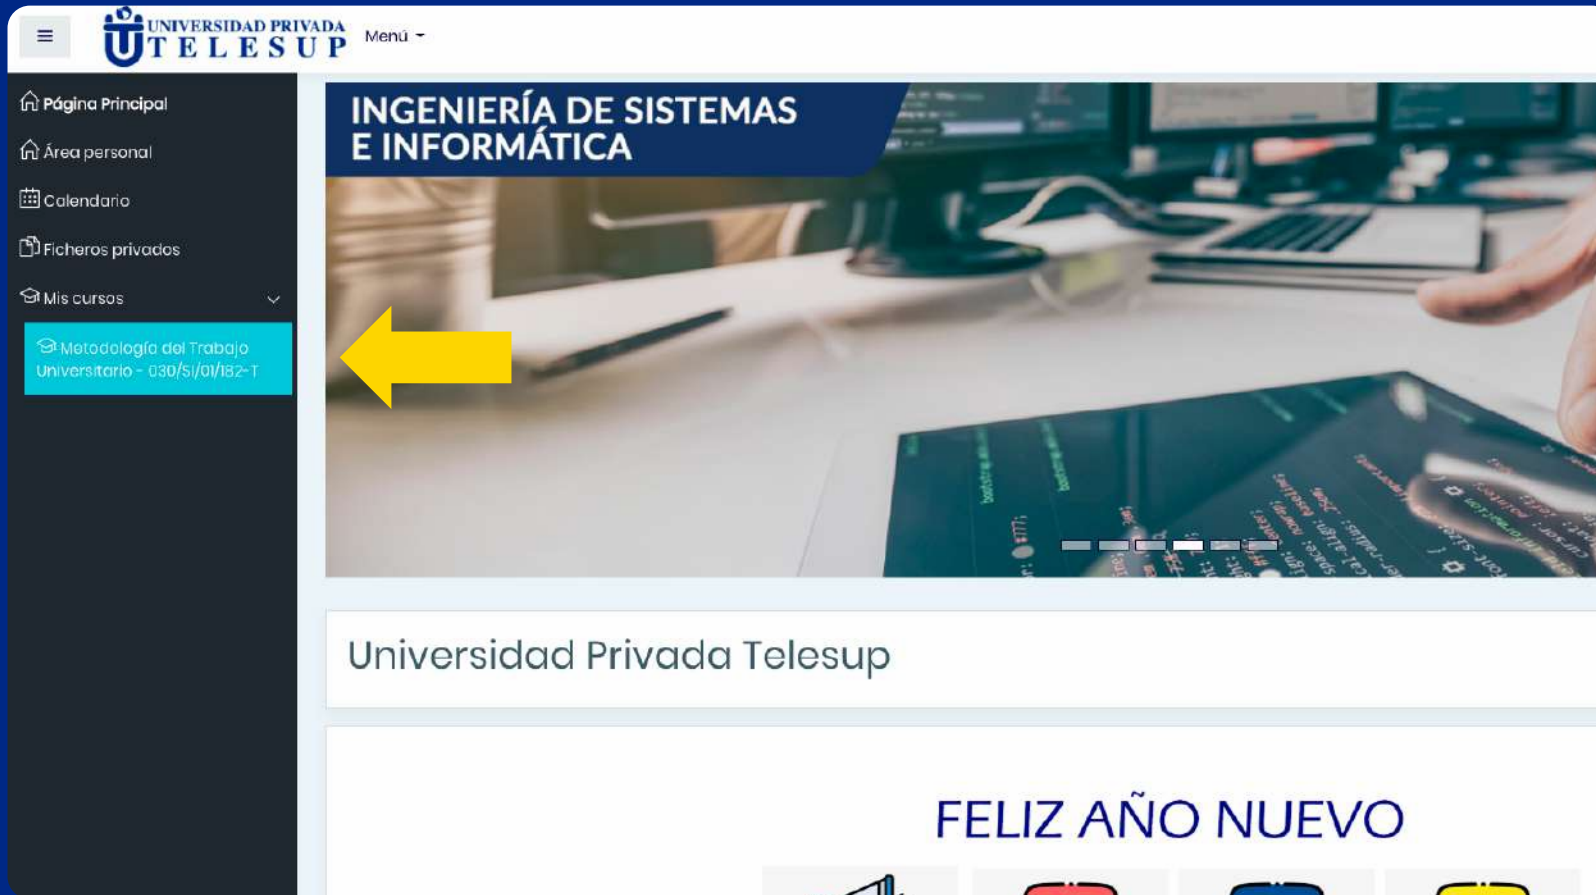 UNIVERSIDAD PRIVADA
TELESUP
Menú
Página Principal
Área personal
Calendario
Ficheros privados
Mis cursos
Metodología del Trabajo
Universitario - 030/SI/01/182-T
INGENIERÍA DE SISTEMAS
E INFORMÁTICA
Universidad Privada Telesup
FELIZ AÑO NUEVO